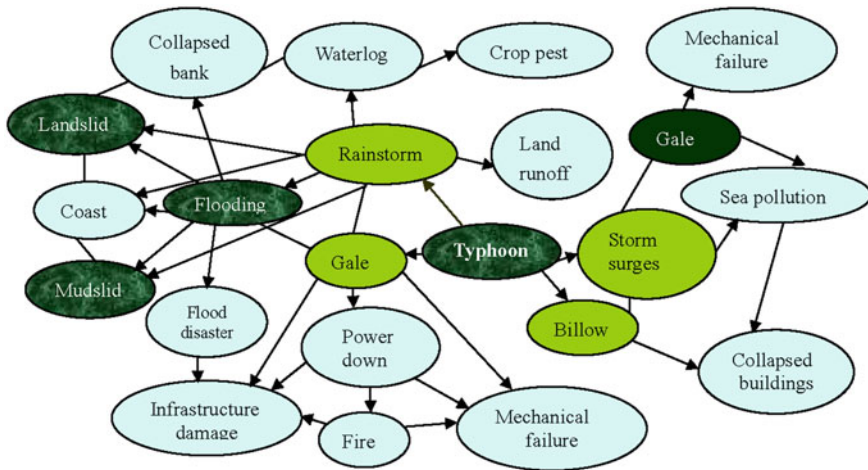 Collapsed
bank
Waterlog
Crop pest
Mechanical
failure
Landslid
Rainstorm
Land
runoff
Gale
Coast
Flooding
Sea pollution
Typhoon
Storm
surges
Gale
Mudslid
Flood
disaster
Power
down
Billow
Collapsed
buildings
Infrastructure
damage
Fire
Mechanical
failure